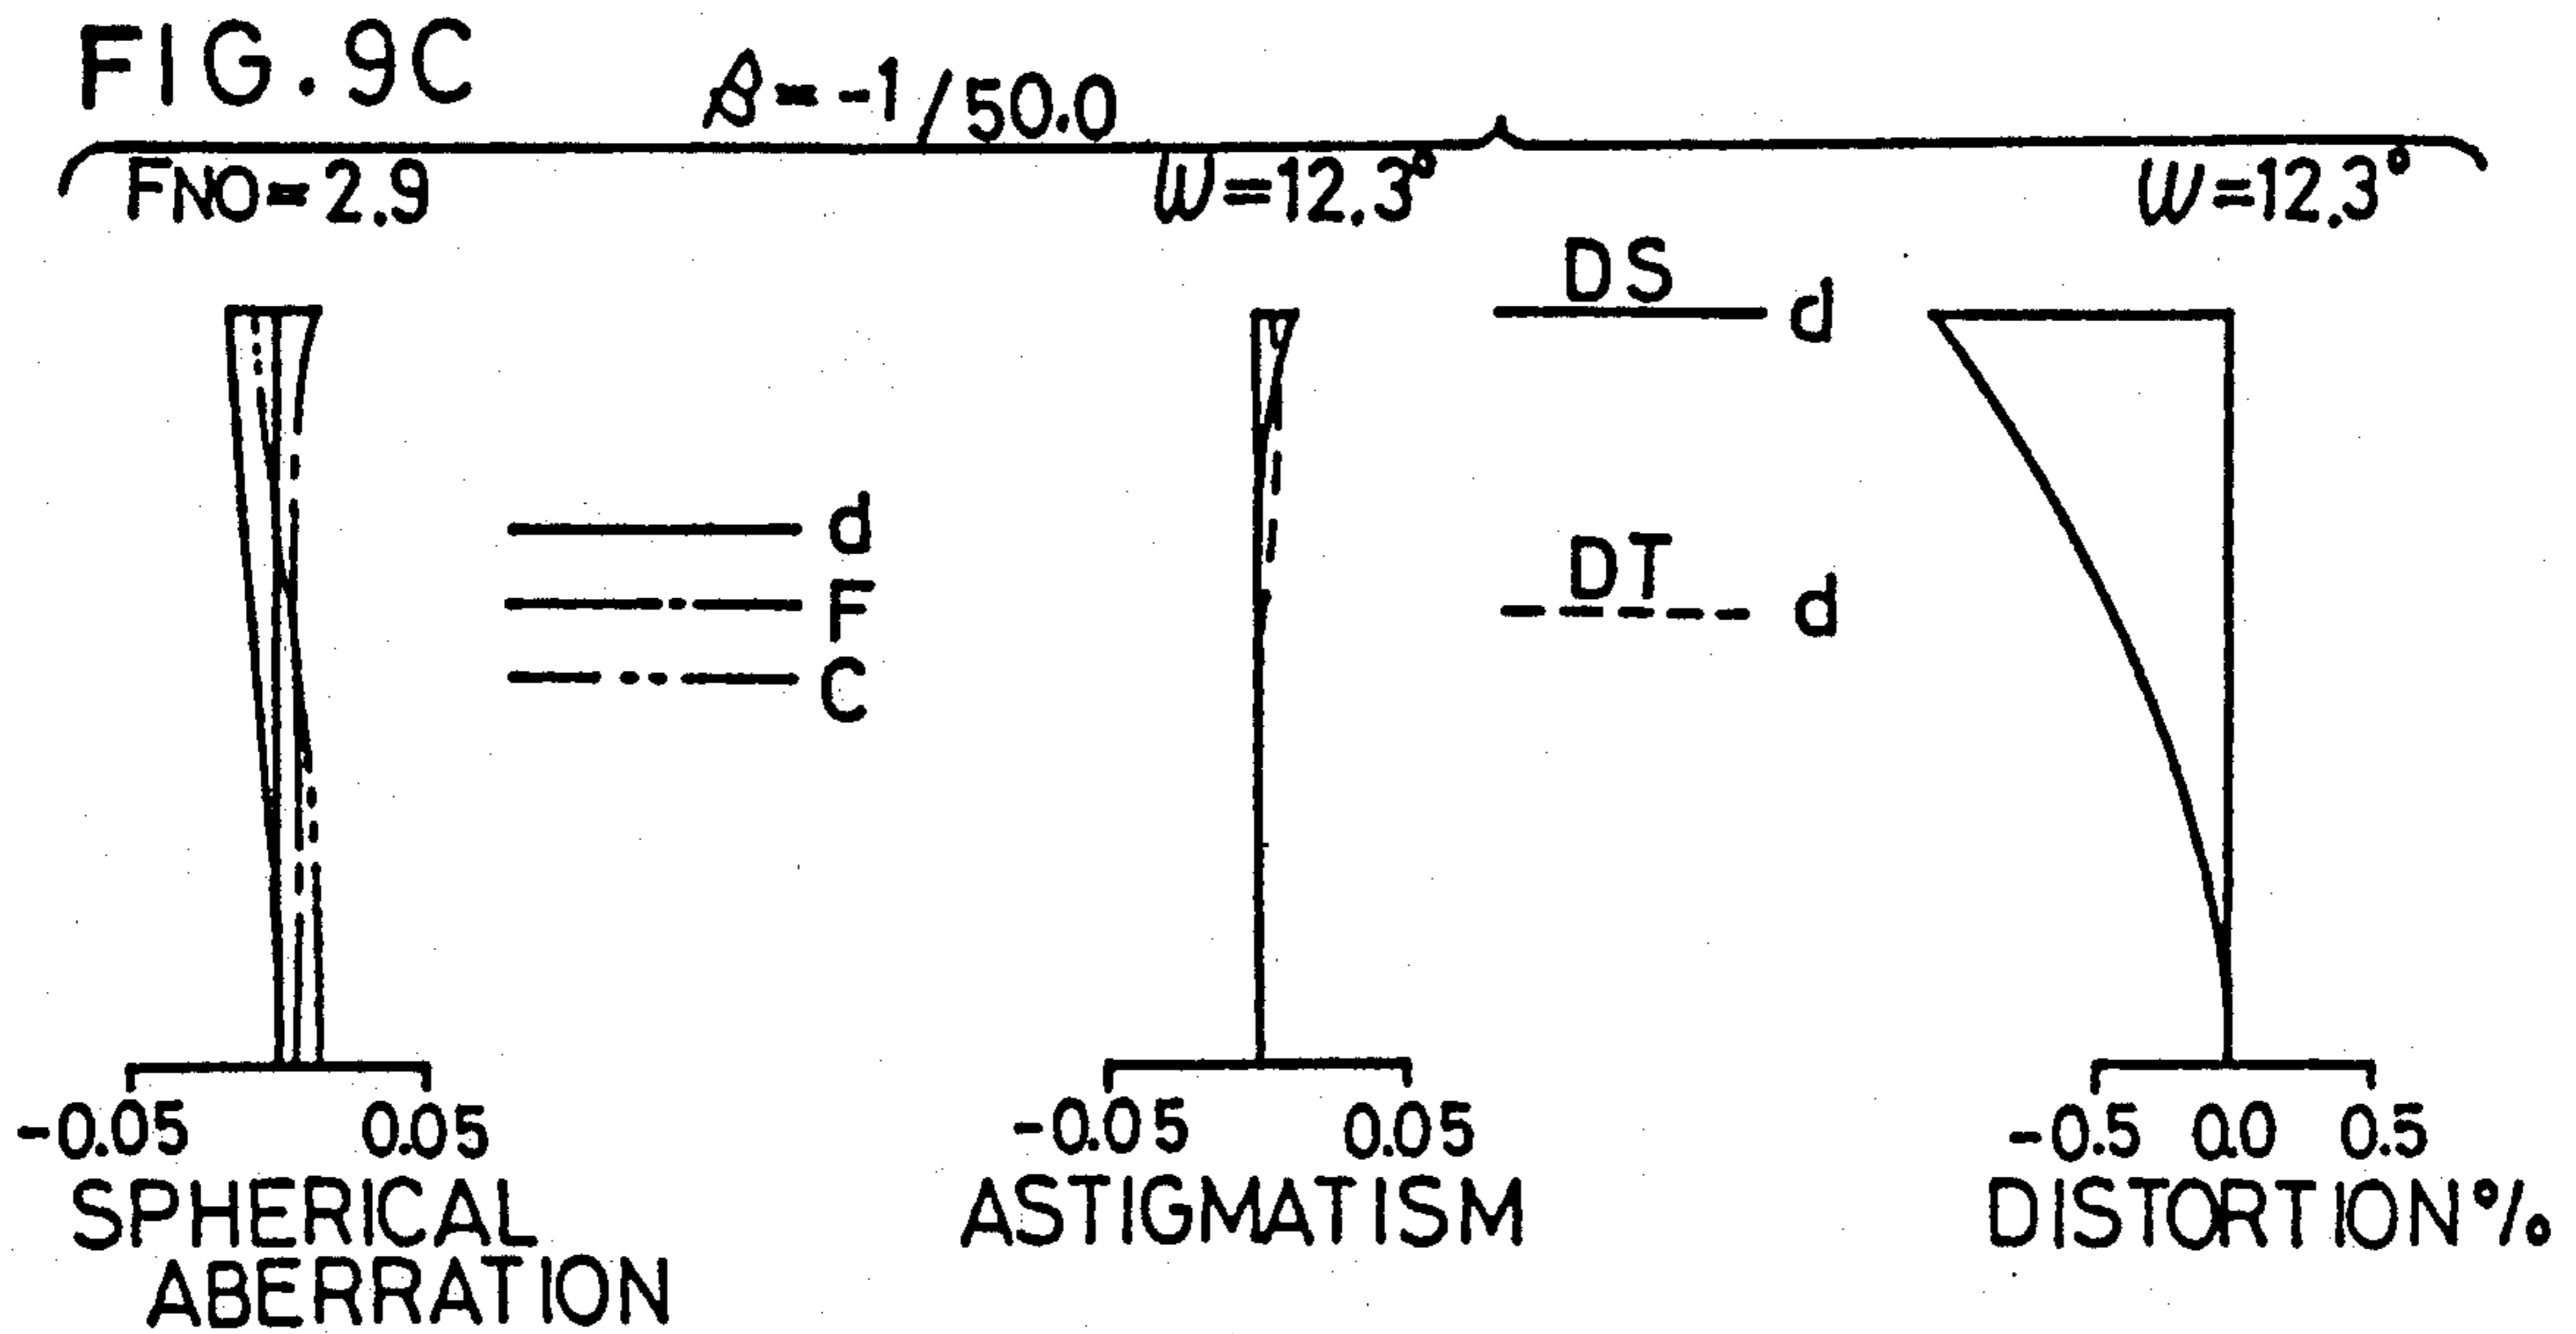 FIG. 9C
β = -1/50.0
FNO = 2.9
W = 12.3°
W = 12.3°
DS
d
d
F
C
DT
d
-0.05 0.05
-0.05 0.05
-0.5 0.0 0.5
SPHERICAL
ABERRATION
ASTIGMATISM
DISTORTION %